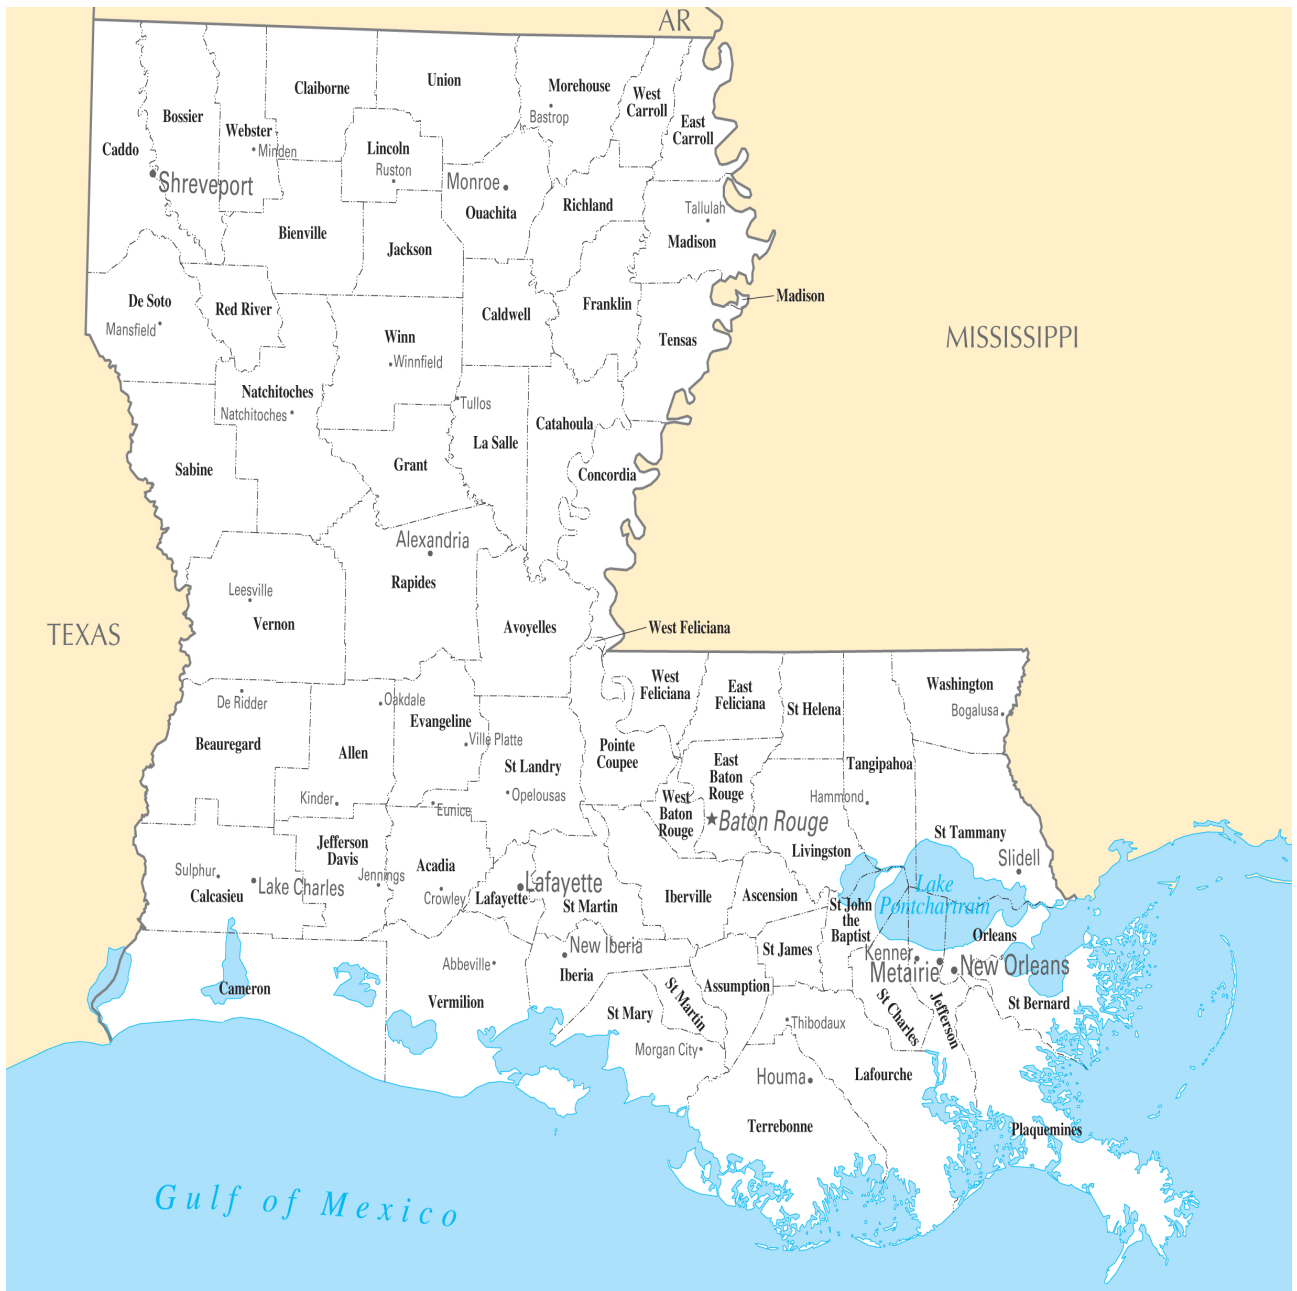 AR
Union
Claiborne
Morehouse
West
Carroll
Bossier
Bastrop
East
Carroll
Webster
Caddo
Lincoln
Minden
Ruston
Shreveport
Monroe
Richland
Tallulah
Ouachita
Bienville
Madison
Jackson
De Soto
Madison
Red River
Franklin
Caldwell
Mansfield
Winn
Tensas
MISSISSIPPI
Winnfield
Natchitoches
Tullos
Natchitoches
Catahoula
La Salle
Grant
Sabine
Concordia
Alexandria
Rapides
Leesville
Vernon
Avoyelles
West Feliciana
TEXAS
West
Feliciana
East
Feliciana
Washington
De Ridder
Oakdale
St Helena
Bogalusa
Evangeline
Ville Platte
Beauregard
Allen
Pointe
Coupee
St Landry
East
Baton
Rouge
Tangipahoa
Kinder
Eunice
Opelousas
West
Baton
Rouge
Hammond
Baton Rouge
St Tammany
Jefferson
Davis
Livingston
Slidell
Acadia
Sulphur
Jennings
Lake Charles
Calcasieu
Crowley
Lafayette
Lafayette
St Martin
Iberville
Ascension
Lake
Pontchartrain
St John
the
Baptist
Orleans
New Iberia
St James
Kenner
Abbeville
Iberia
Metairie
New Orleans
Cameron
Vermilion
St Mary
St Martin
Assumption
St Charles
Jefferson
St Bernard
Thibodaux
Morgan City
Houma
Lafourche
Terrebonne
Plaquemines
Gulf of Mexico